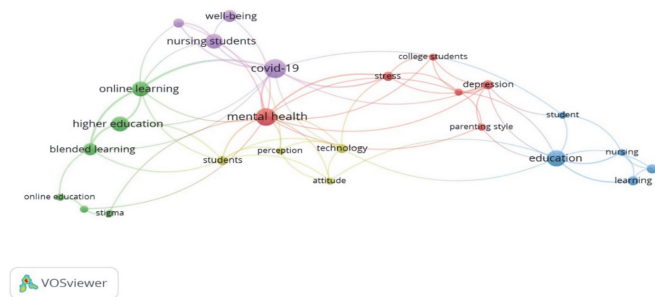 well-being
nursing students
covid-19
college students
stress
depression
online learning
student
mental health
higher education
parenting style
blended learning
students
perception
technology
education
nursing
attitude
learning
online education
stigma
VOSviewer